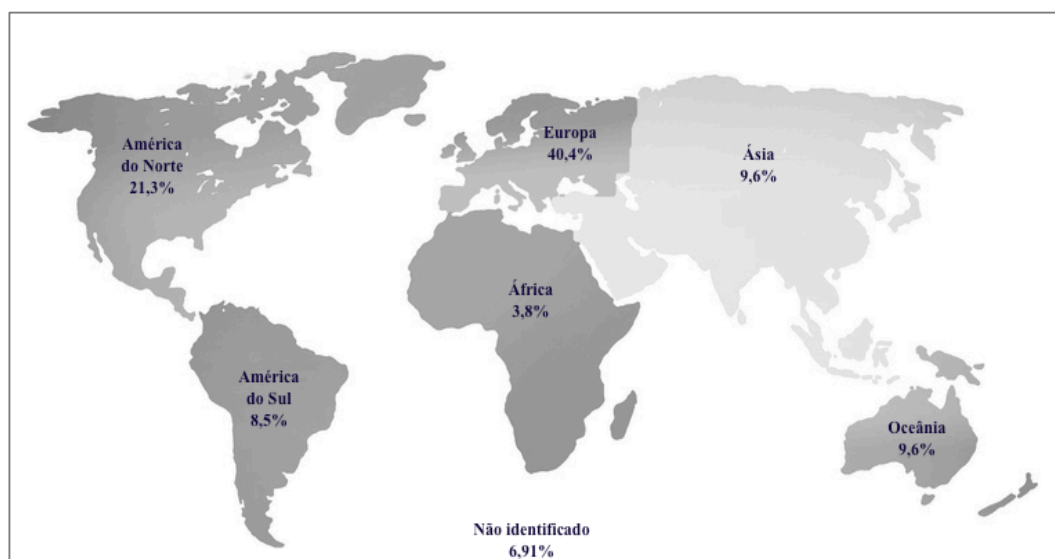 América
do Norte
21,3%
Europa
40,4%
Ásia
9,6%
África
3,8%
América
do Sul
8,5%
Oceânia
9,6%
Não identificado
6,91%